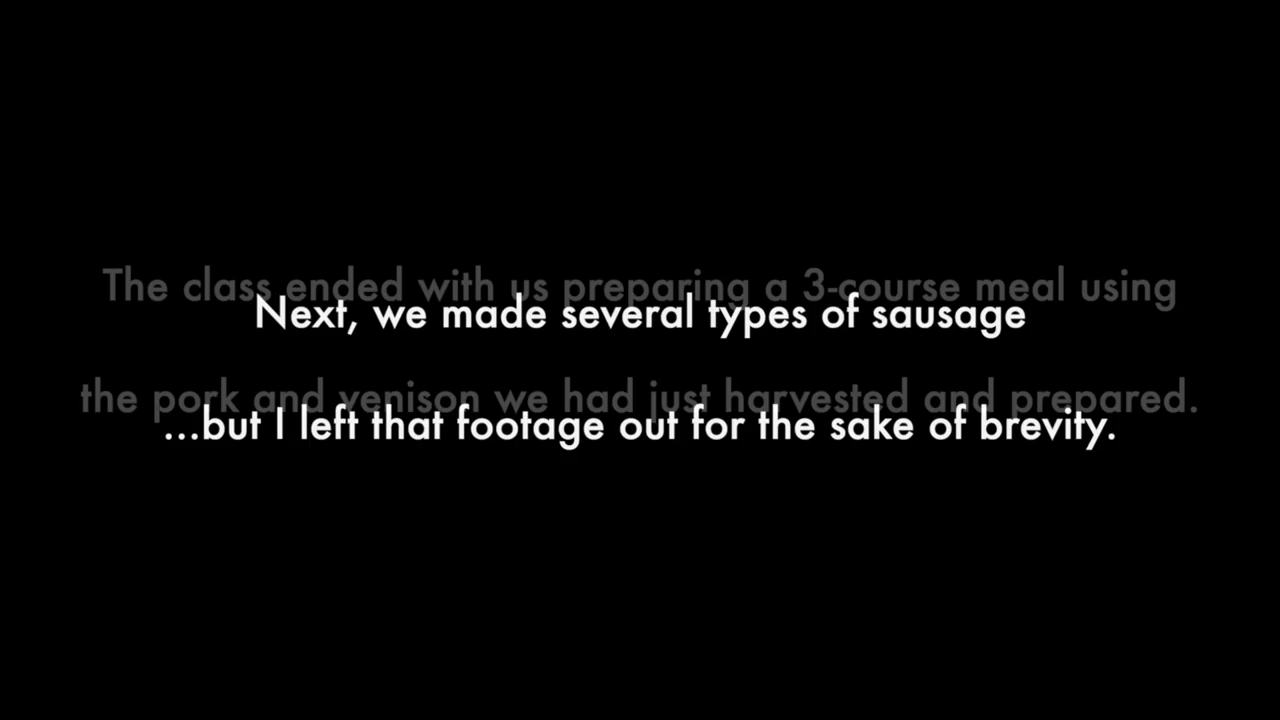 The class ended with us preparing a 3-course meal using
Next, we made several types of sausage
the pork and venison we had just harvested and prepared.
...but I left that footage out for the sake of brevity.